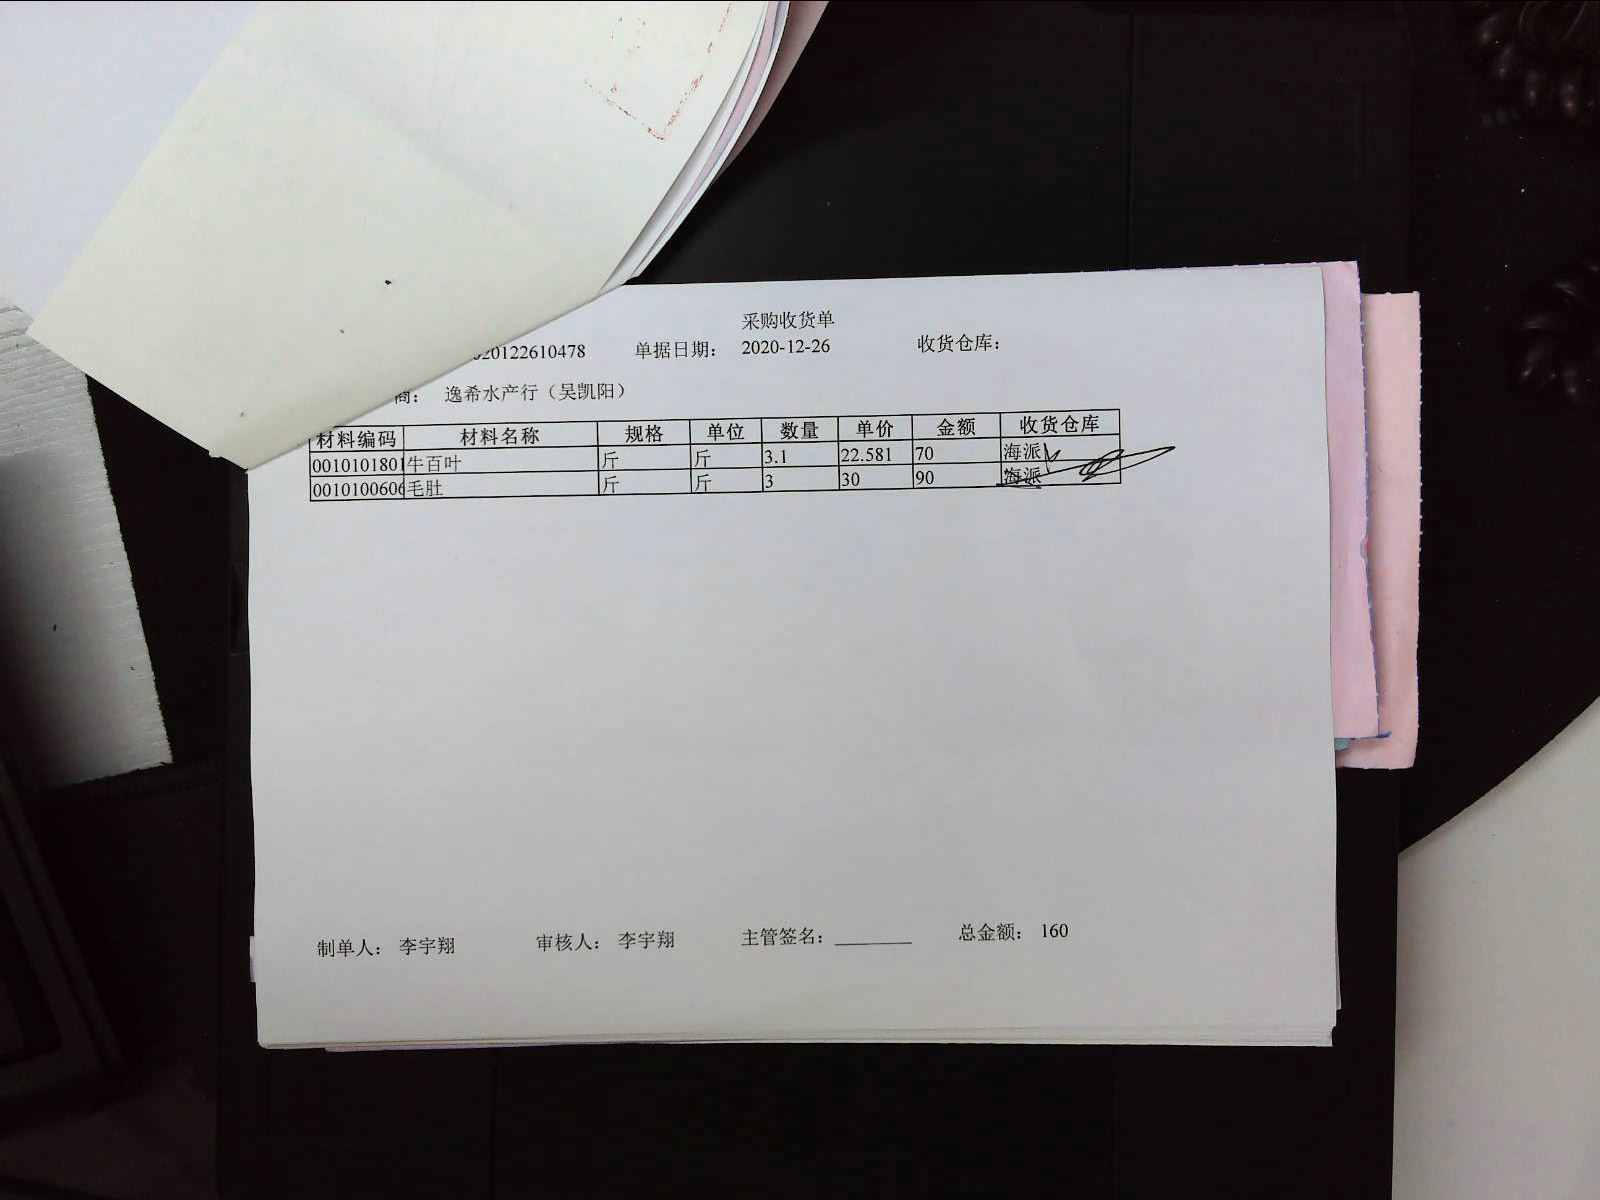 采购收货单
20122610478 单据日期： 2020-12-26 收货仓库：
商： 逸希水产行（吴凯阳）
材料编码 材料名称 规格 单位 数量 单价 金额 收货仓库
0010101801 牛百叶 斤 斤 3.1 22.581 70 海派
0010100606 毛肚 斤 斤 3 30 90 海派
制单人： 李宇翔 审核人： 李宇翔 主管签名： 总金额： 160